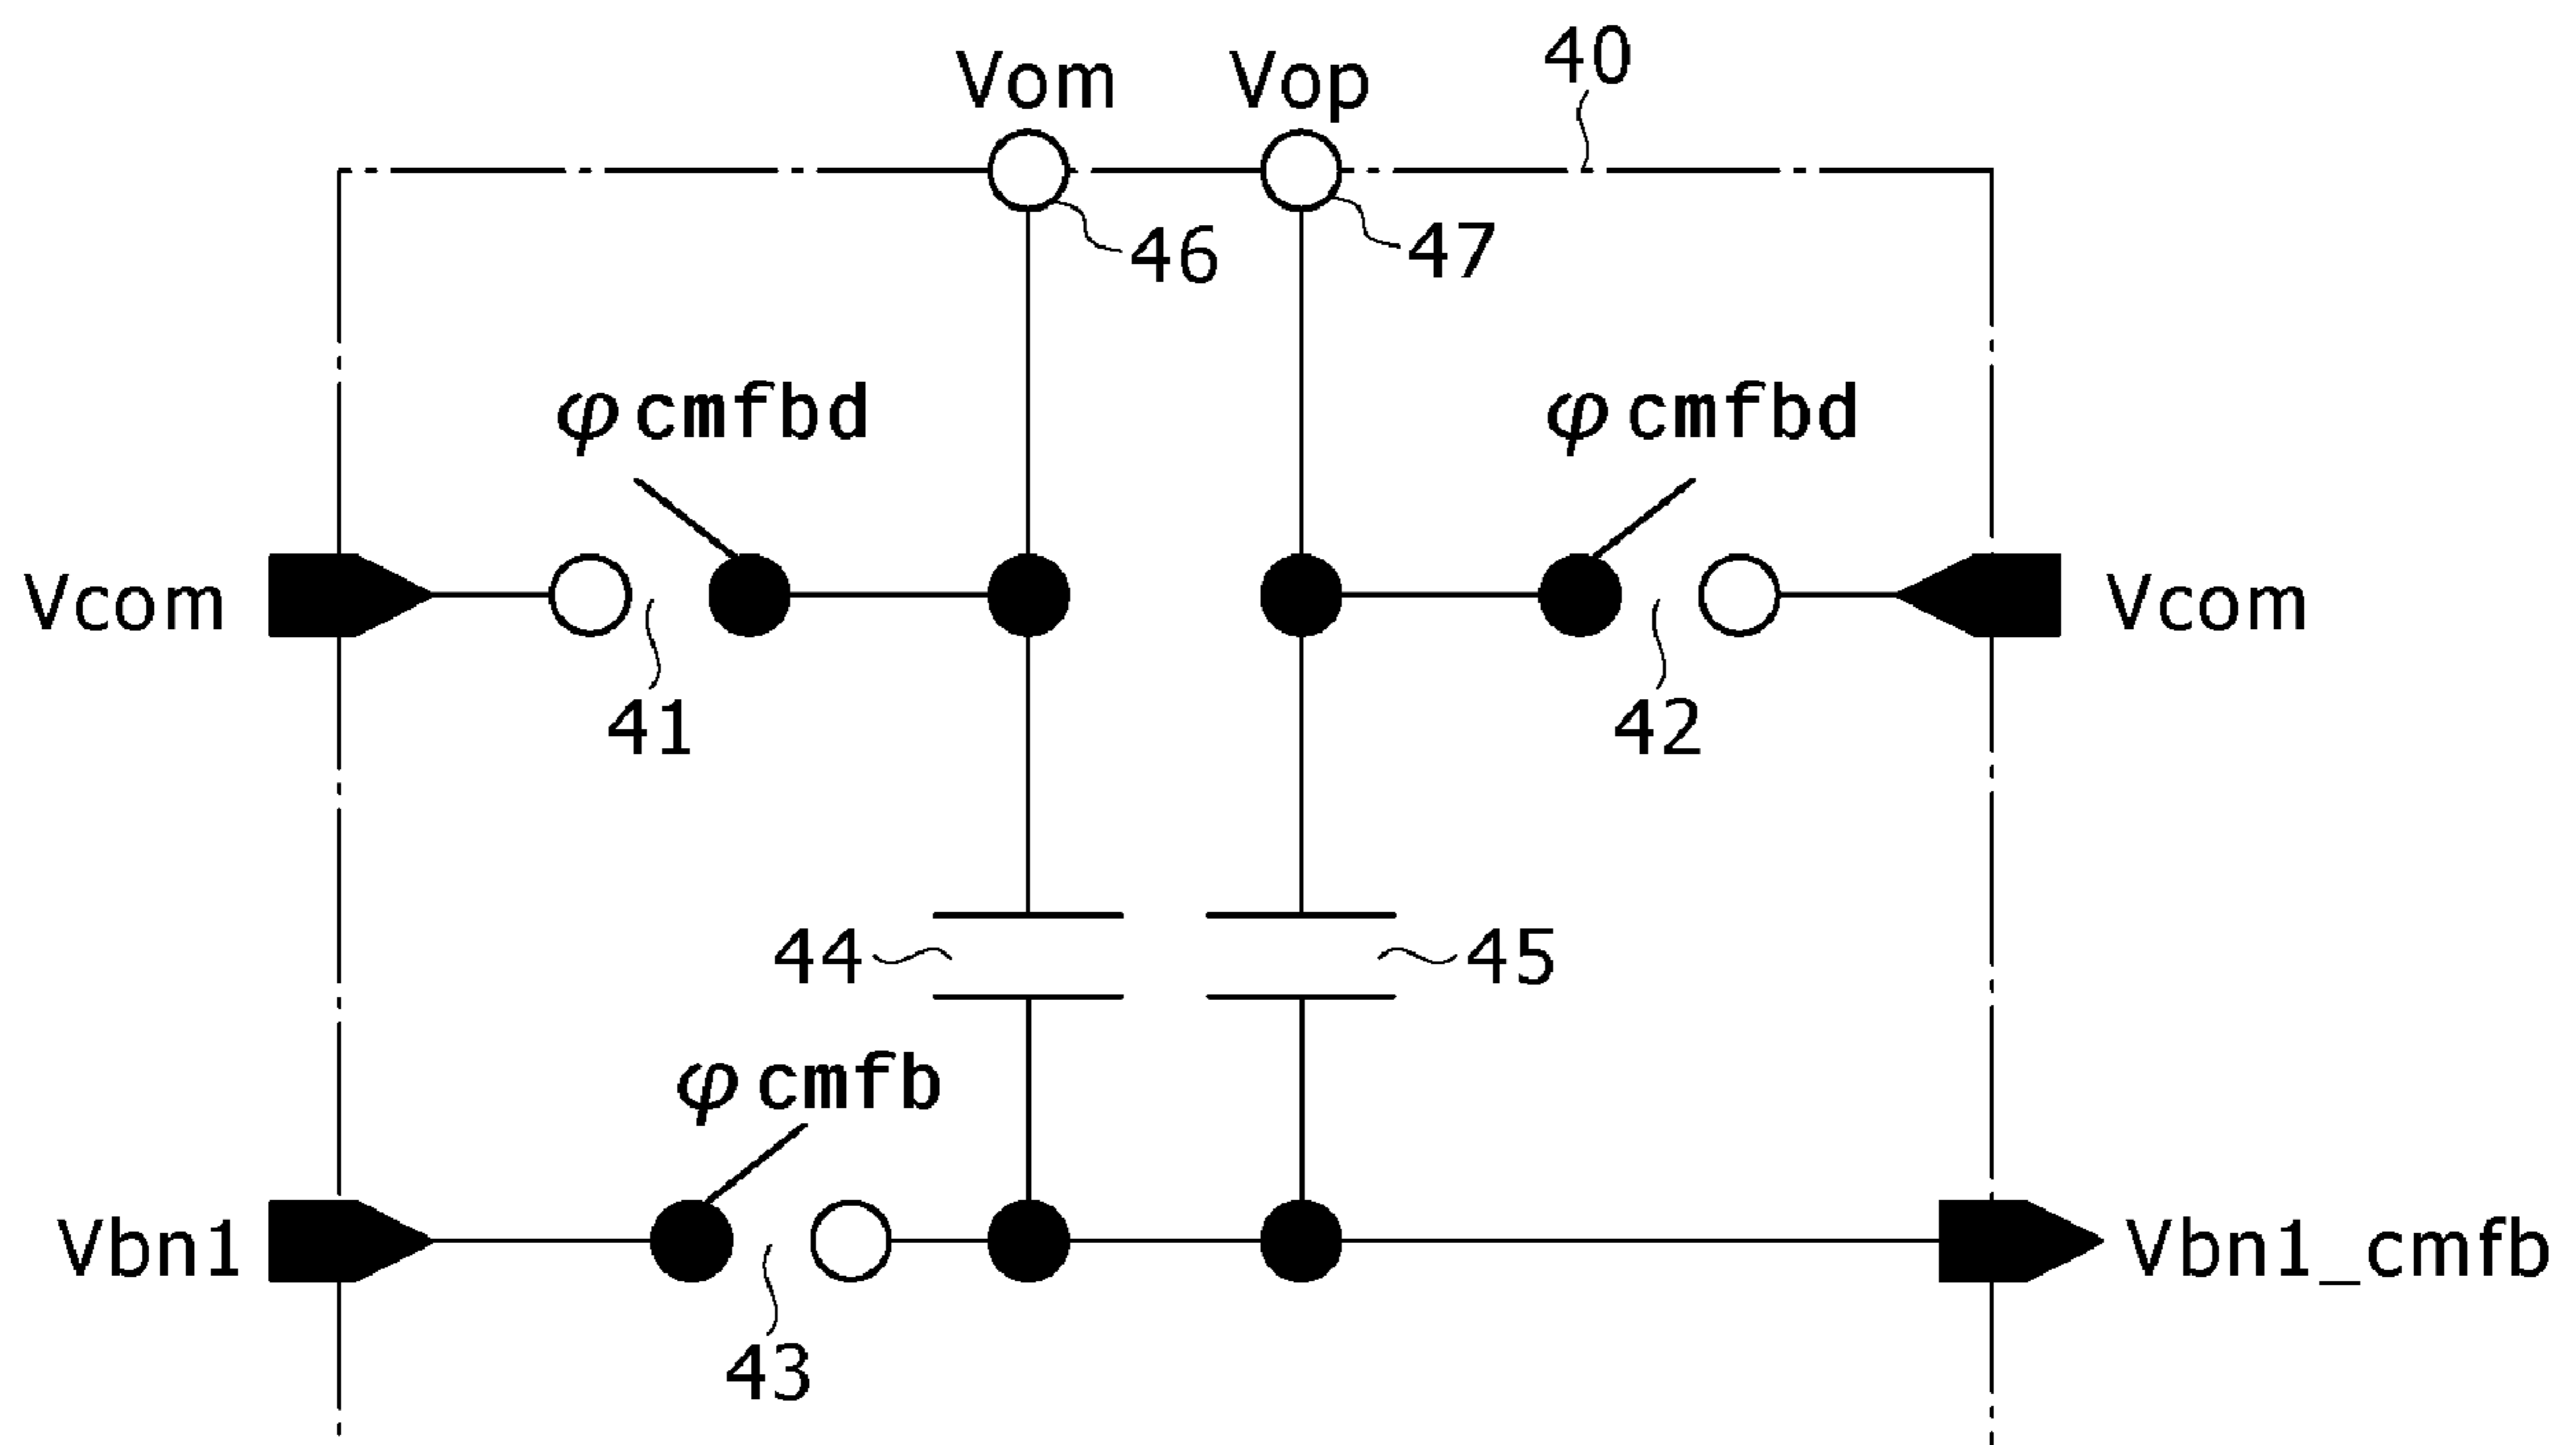 Vom Vop 40
46 47
φcmfbd φcmfbd
Vcom Vcom
41 42
44 45
φcmfb
Vbn1 Vbn1_cmfb
43